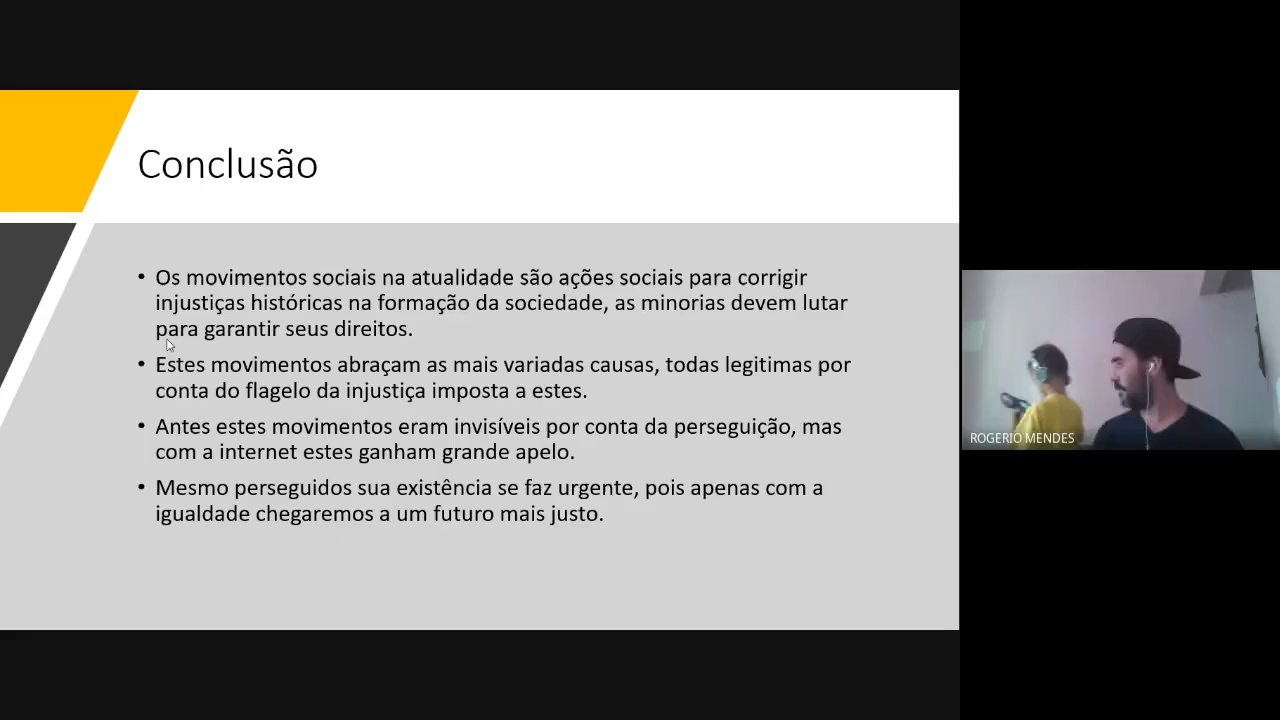 Conclusão
• Os movimentos sociais na atualidade são ações sociais para corrigir
injustiças históricas na formação da sociedade, as minorias devem lutar
para garantir seus direitos.
• Estes movimentos abraçam as mais variadas causas, todas legitimas por
conta do flagelo da injustiça imposta a estes.
• Antes estes movimentos eram invisíveis por conta da perseguição, mas
com a internet estes ganham grande apelo.
• Mesmo perseguidos sua existência se faz urgente, pois apenas com a
igualdade chegaremos a um futuro mais justo.
ROGERIO MENDES